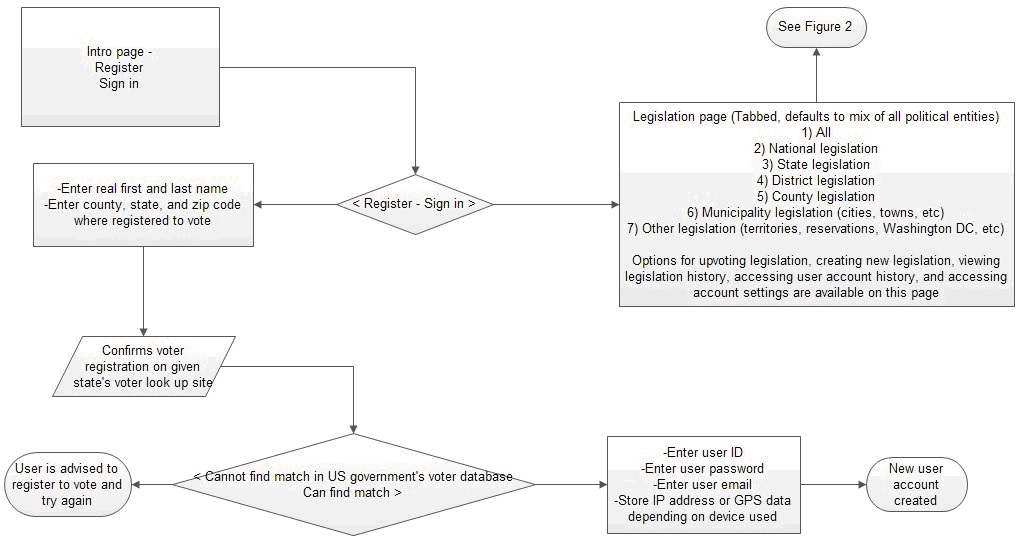 Intro page -
Register
Sign in
See Figure 2
Legislation page (Tabbed, defaults to mix of all political entities)
1) All
2) National legislation
3) State legislation
4) District legislation
5) County legislation
6) Municipality legislation (cities, towns, etc)
7) Other legislation (territories, reservations, Washington DC, etc)
Options for upvoting legislation, creating new legislation, viewing
legislation history, accessing user account history, and accessing
account settings are available on this page
< Register - Sign in >
-Enter real first and last name
-Enter county, state, and zip code
where registered to vote
Confirms voter
registration on given
state's voter look up site
< Cannot find match in US government's voter database
Can find match >
User is advised to
register to vote and
try again
-Enter user ID
-Enter user password
-Enter user email
-Store IP address or GPS data
depending on device used
New user
account
created